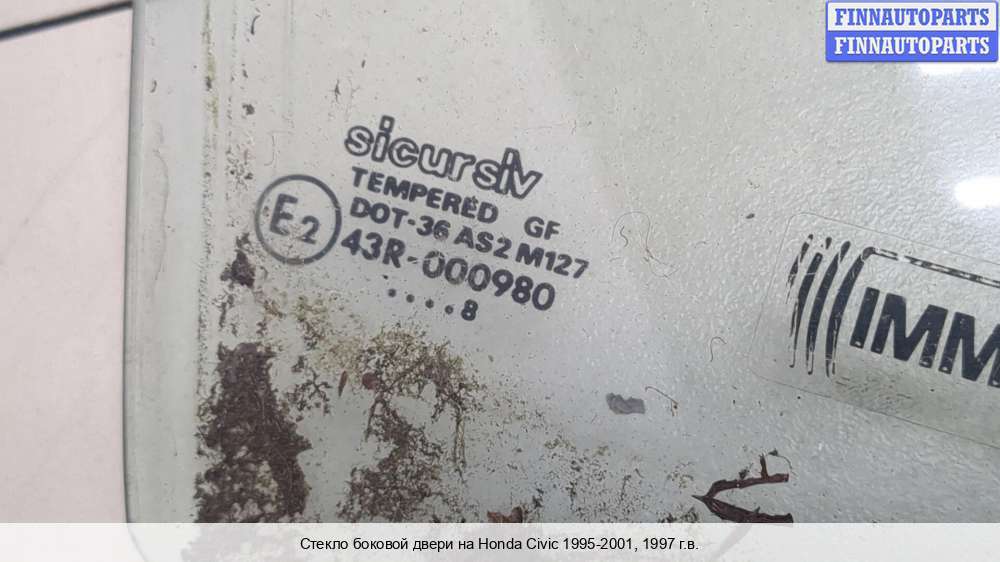 FINNAUTOPARTS
FINNAUTOPARTS
sicursiv
TEMPERED GF
E2
DOT-36 AS2 M127
43R-000980
....8
IMM
Стекло боковой двери на Honda Civic 1995-2001, 1997 г.в.